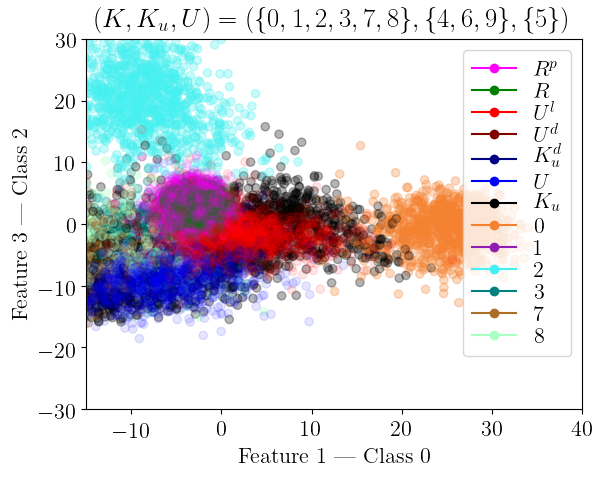 (K, K_u, U) = ({0, 1, 2, 3, 7, 8}, {4, 6, 9}, {5})
Feature 3 — Class 2
30
20
10
0
−10
−20
−30
R^p
R
U^l
U^d
K_u^d
U
K_u
0
1
2
3
7
8
−10
0
10
20
30
40
Feature 1 — Class 0